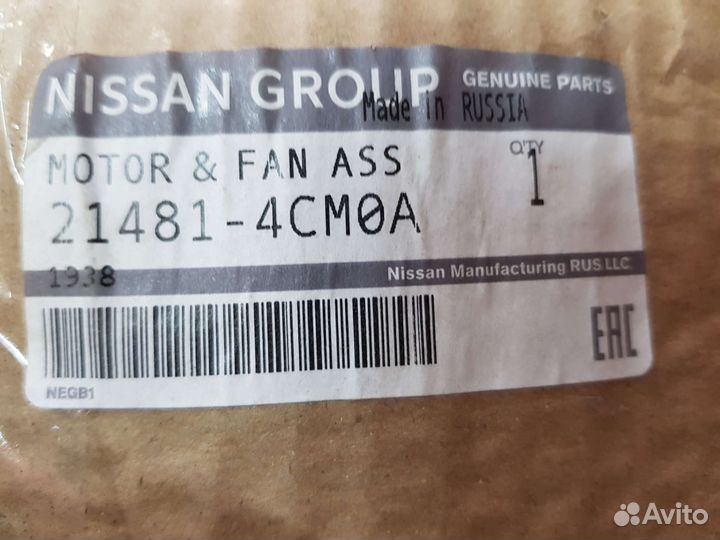 NISSAN GROUP GENUINE PARTS
Made in RUSSIA
MOTOR & FAN ASS Q'TY
21481-4CM0A 1
1938 Nissan Manufacturing RUS LLC
EAC
NEGB1
Avito